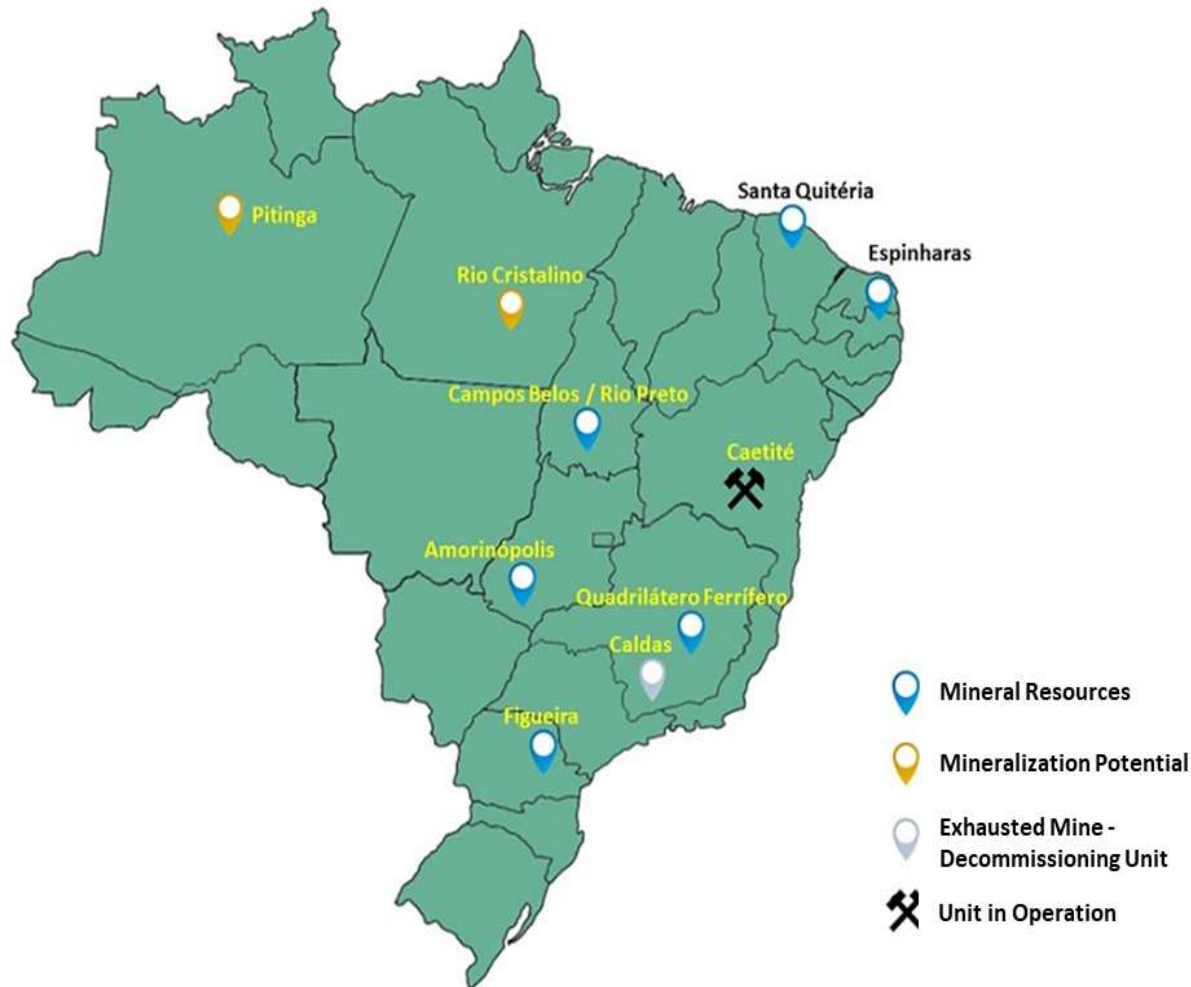 Santa Quitéria
Pitinga
Espinharas
Rio Cristalino
Campos Belos / Rio Preto
Caetité
Amorinópolis
Quadrilátero Ferrífero
Caldas
Figueira
Mineral Resources
Mineralization Potential
Exhausted Mine -
Decommissioning Unit
Unit in Operation